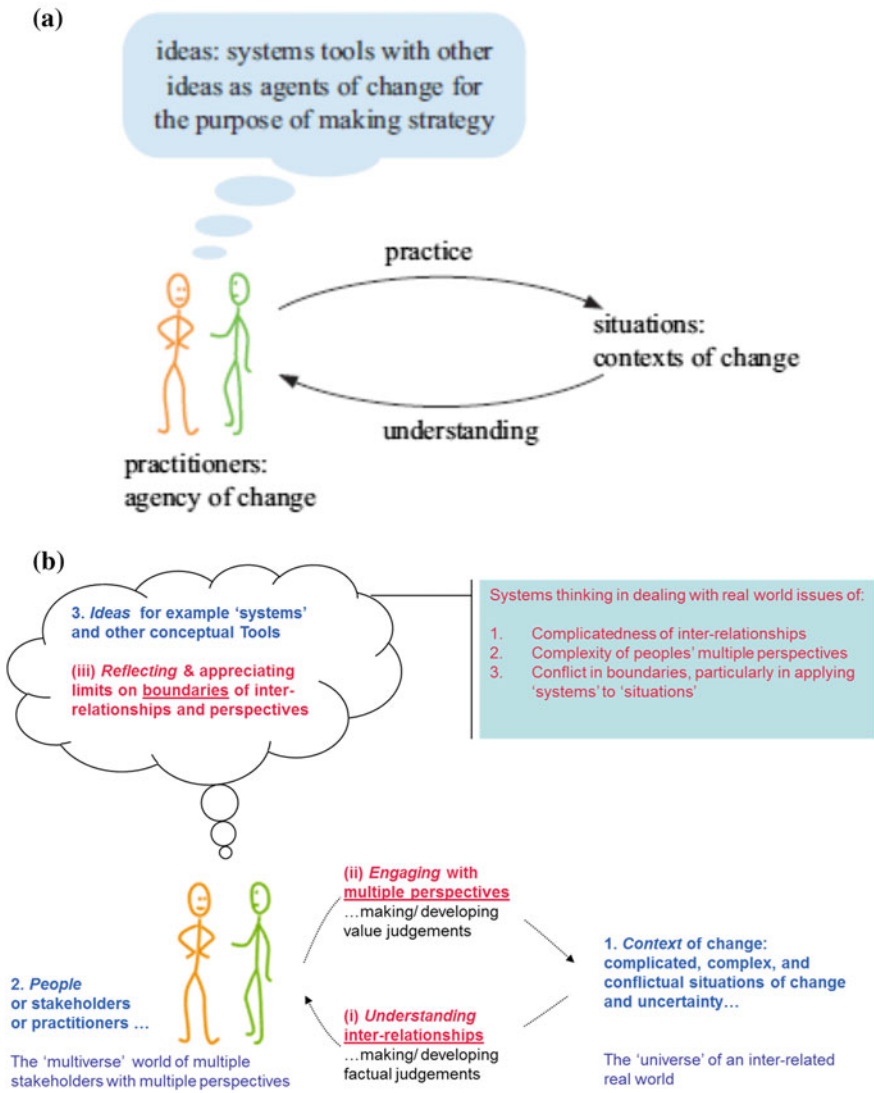 (a)
ideas: systems tools with other
ideas as agents of change for
the purpose of making strategy
practice
situations:
contexts of change
understanding
practitioners:
agency of change
(b)
3. Ideas for example ‘systems’
and other conceptual Tools
(iii) Reflecting & appreciating
limits on boundaries of inter-
relationships and perspectives
Systems thinking in dealing with real world issues of:
1. Complicatedness of inter-relationships
2. Complexity of peoples’ multiple perspectives
3. Conflict in boundaries, particularly in applying
‘systems’ to ‘situations’
(ii) Engaging with
multiple perspectives
…making/ developing
value judgements
1. Context of change:
complicated, complex, and
conflictual situations of change
and uncertainty…
2. People
or stakeholders
or practitioners …
(i) Understanding
inter-relationships
…making/ developing
factual judgements
The ‘multiverse’ world of multiple
stakeholders with multiple perspectives
The ‘universe’ of an inter-related
real world